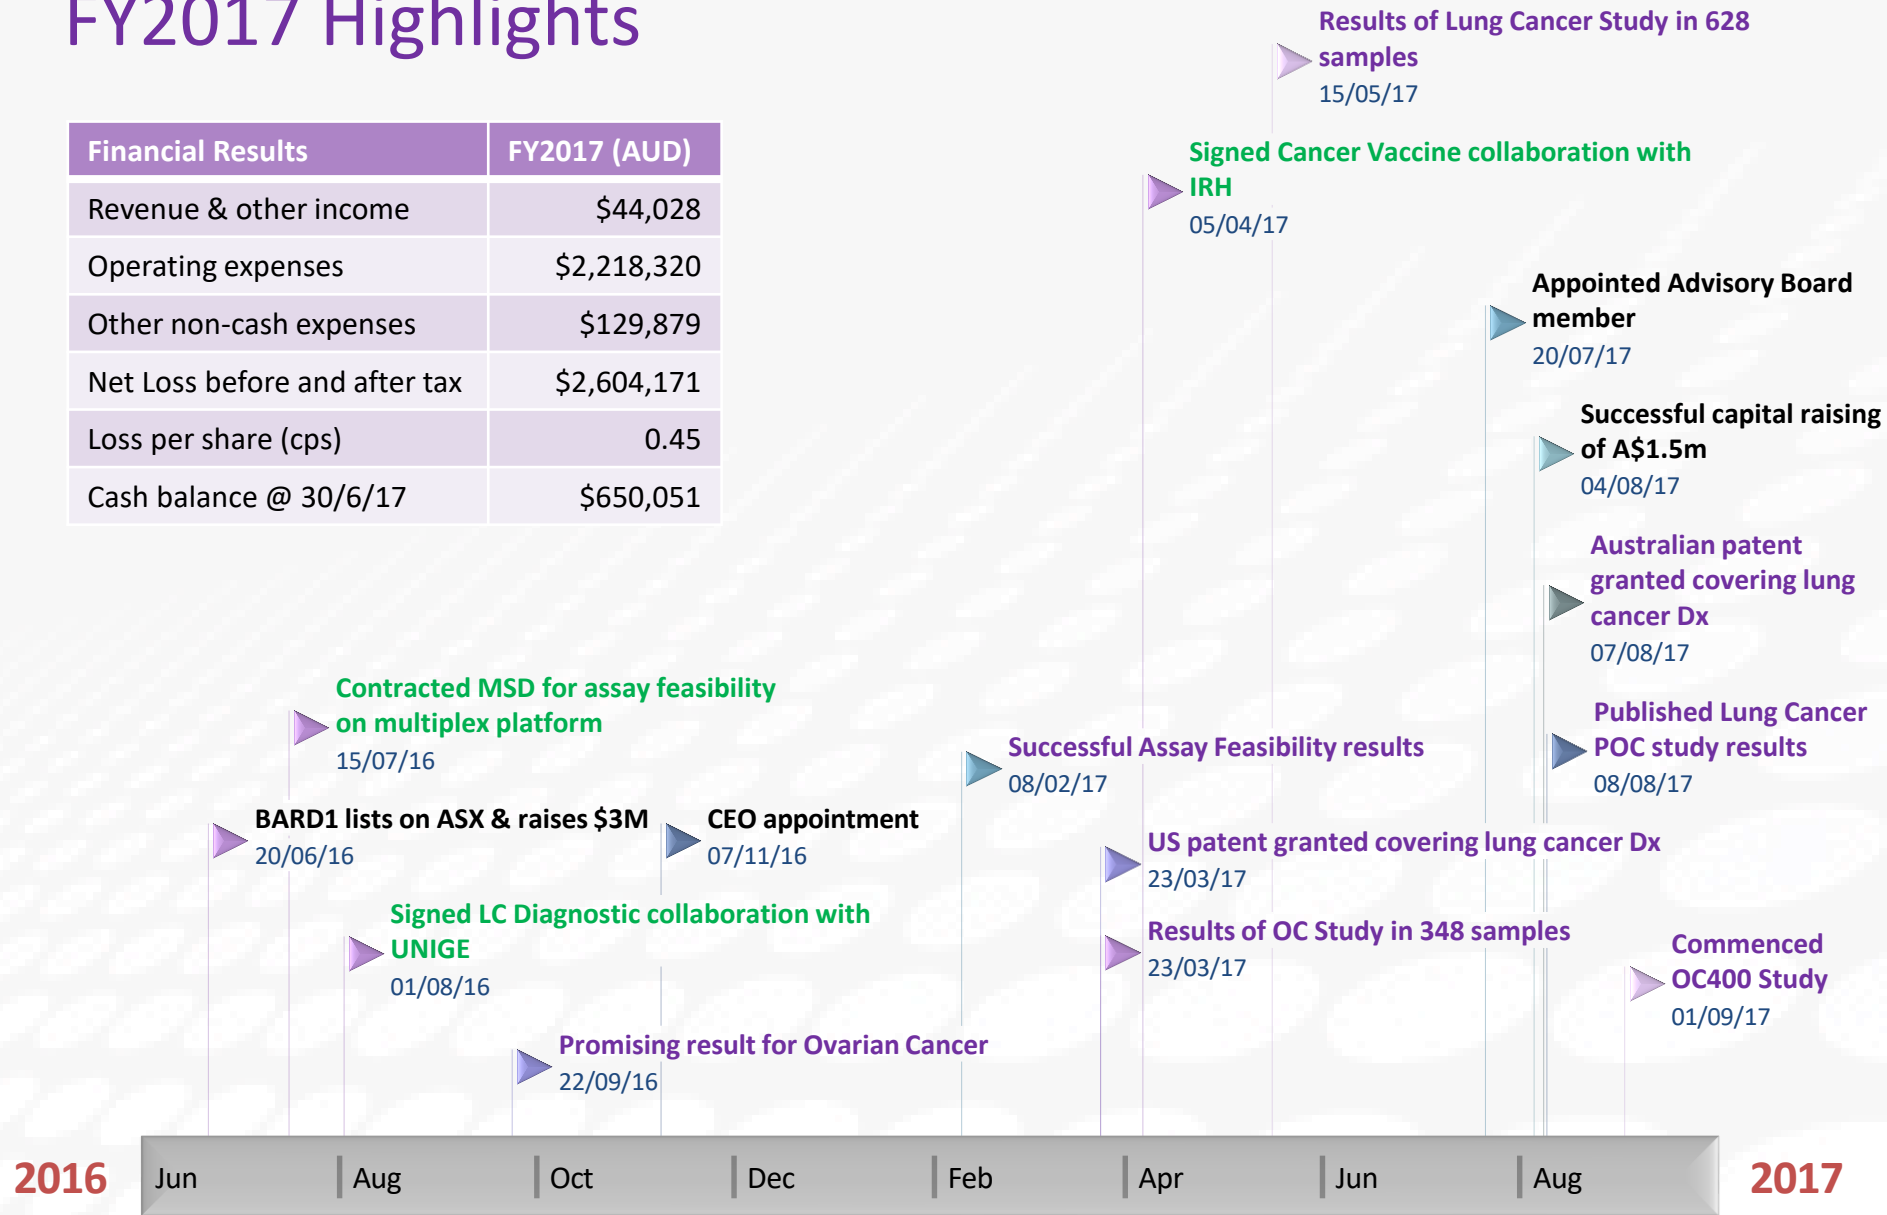 FY2017 Highlights
Financial Results FY2017 (AUD)
Revenue & other income $44,028
Operating expenses $2,218,320
Other non-cash expenses $129,879
Net Loss before and after tax $2,604,171
Loss per share (cps) 0.45
Cash balance @ 30/6/17 $650,051
Results of Lung Cancer Study in 628
samples
15/05/17
Signed Cancer Vaccine collaboration with
IRH
05/04/17
Appointed Advisory Board
member
20/07/17
Successful capital raising
of A$1.5m
04/08/17
Australian patent
granted covering lung
cancer Dx
07/08/17
Contracted MSD for assay feasibility
on multiplex platform
15/07/16
Published Lung Cancer
POC study results
08/08/17
Successful Assay Feasibility results
08/02/17
BARD1 lists on ASX & raises $3M
20/06/16
CEO appointment
07/11/16
US patent granted covering lung cancer Dx
23/03/17
Signed LC Diagnostic collaboration with
UNIGE
01/08/16
Results of OC Study in 348 samples
23/03/17
Commenced
OC400 Study
01/09/17
Promising result for Ovarian Cancer
22/09/16
2016 Jun Aug Oct Dec Feb Apr Jun Aug 2017